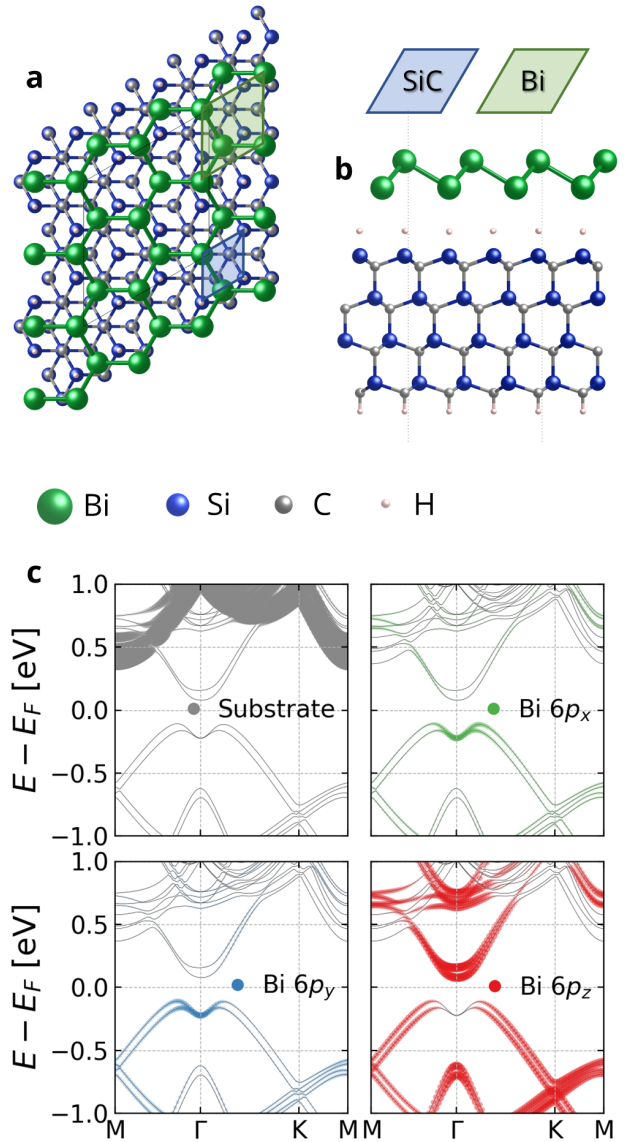 a
SiC
Bi
b
Bi
Si
C
H
c
E − E_F [eV]
1.0
0.5
0.0
−0.5
−1.0
Substrate
Bi 6p_x
E − E_F [eV]
1.0
0.5
0.0
−0.5
−1.0
Bi 6p_y
Bi 6p_z
M
Γ
K
M
M
Γ
K
M